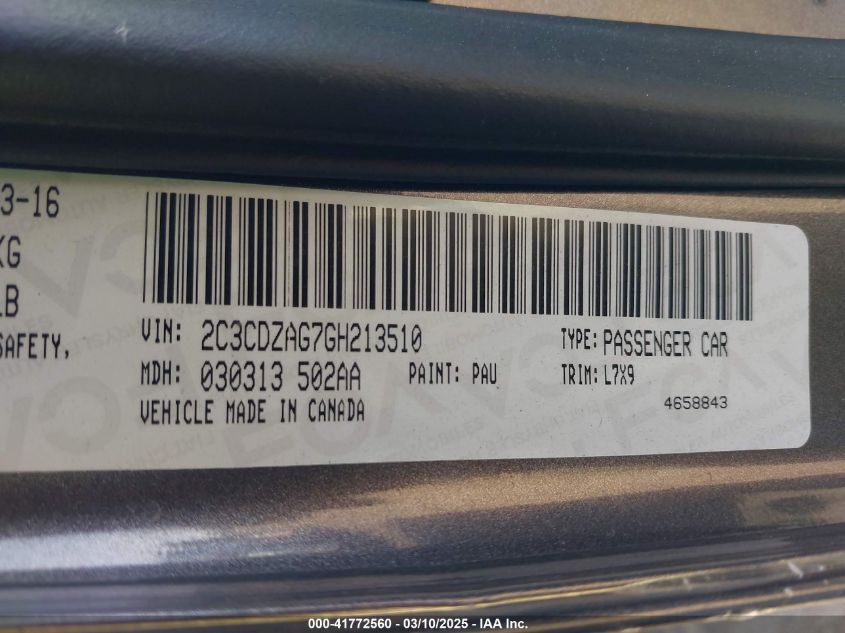 3-16
KG
LB
SAFETY,
VIN: 2C3CDZAG7GH213510 TYPE: PASSENGER CAR
MDH: 030313 502AA PAINT: PAU TRIM: L7X9
VEHICLE MADE IN CANADA 4658843
000-41772560 — 03/10/2025 — IAA Inc.